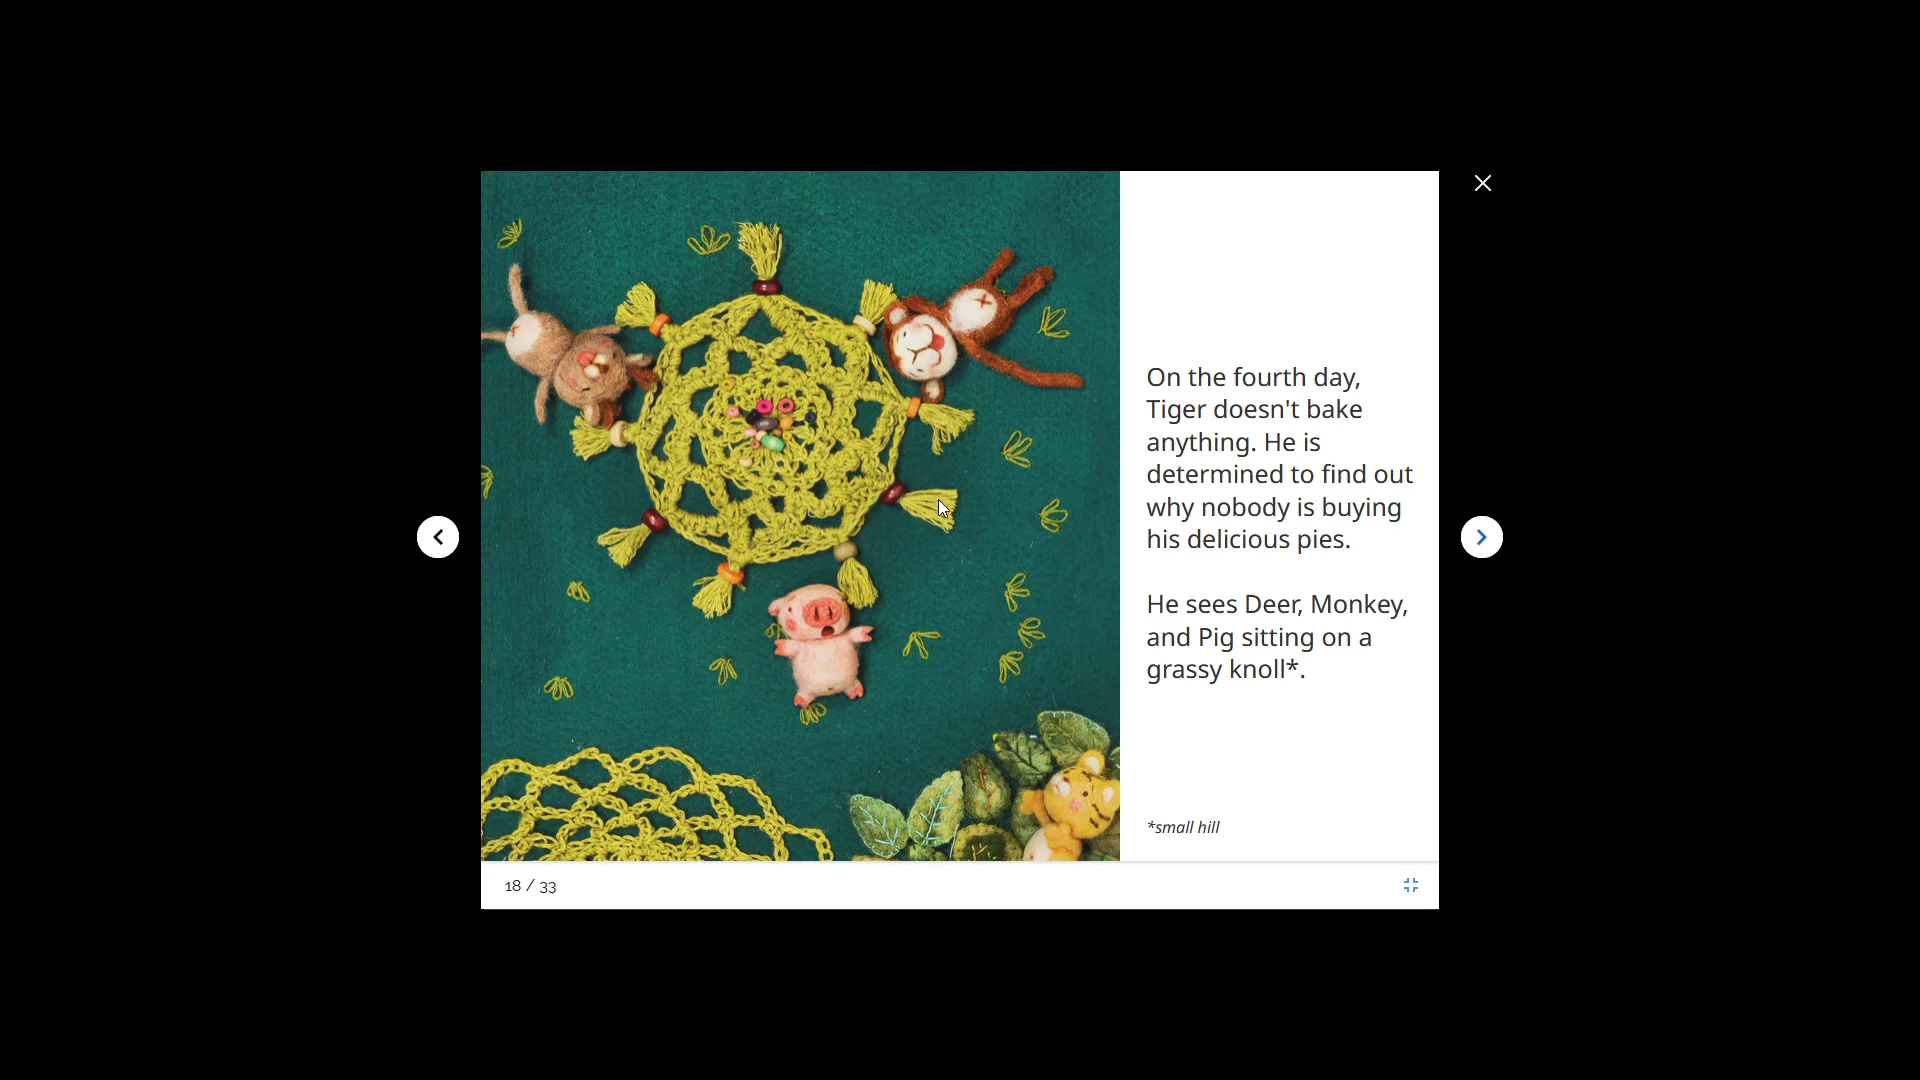 On the fourth day,
Tiger doesn't bake
anything. He is
determined to find out
why nobody is buying
his delicious pies.
He sees Deer, Monkey,
and Pig sitting on a
grassy knoll*.
*small hill
18 / 33